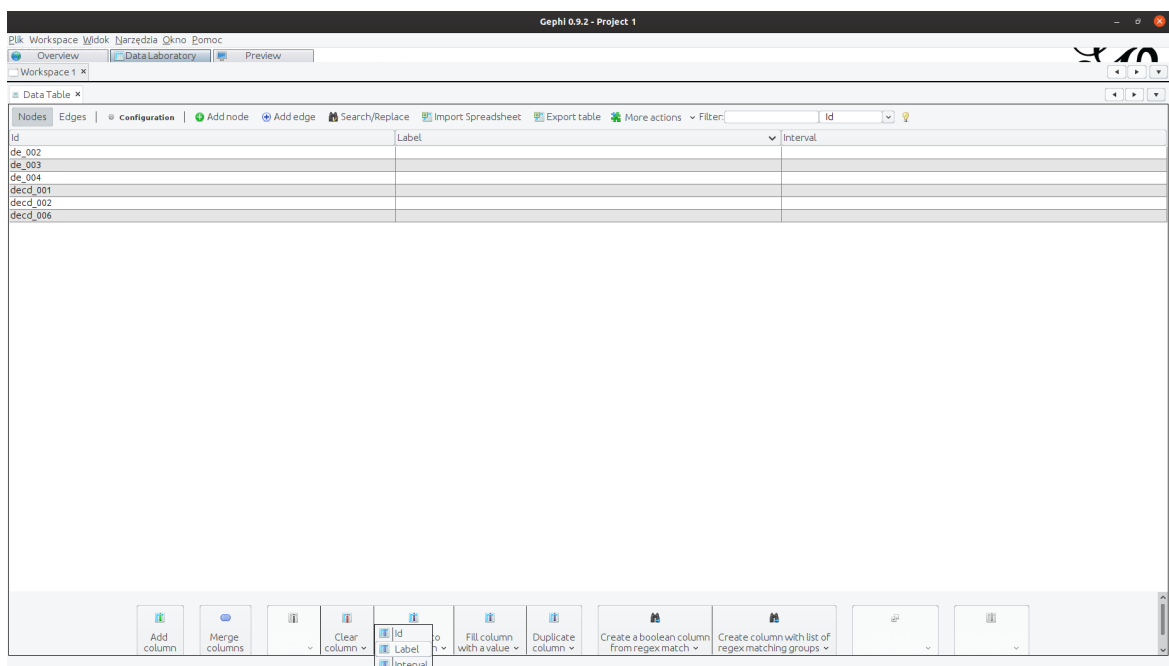 Gephi 0.9.2 - Project 1
Plik Workspace Widok Narzędzia Okno Pomoc
Overview Data Laboratory Preview
Workspace 1
Data Table
Nodes Edges Configuration Add node Add edge Search/Replace Import Spreadsheet Export table More actions Filter: Id
Id Label Interval
de_002
de_003
de_004
decd_001
decd_002
decd_006
Add column
Merge columns
Clear column
Id
Label
Interval
Fill column with a value
Duplicate column
Create a boolean column from regex match
Create column with list of regex matching groups